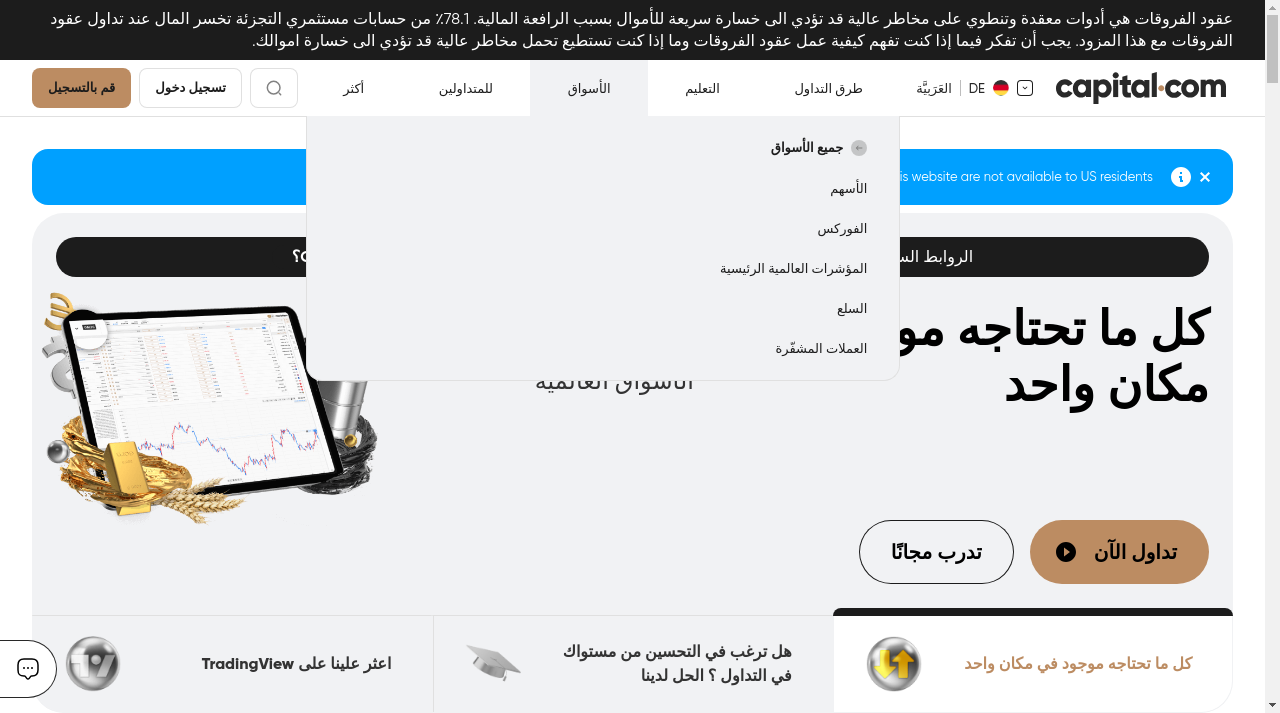 عقود الفروقات هي أدوات معقدة وتنطوي على مخاطر عالية قد تؤدي الى خسارة سريعة للأموال بسبب الرافعة المالية. 78.1٪ من حسابات مستثمري التجزئة تخسر المال عند تداول عقود
الفروقات مع هذا المزود. يجب أن تفكر فيما إذا كنت تفهم كيفية عمل عقود الفروقات وما إذا كنت تستطيع تحمل مخاطر عالية قد تؤدي الى خسارة اموالك.
capital.com
DE
العَرَبيَّة
طرق التداول
التعليم
الأسواق
للمتداولين
أكثر
تسجيل دخول
قم بالتسجيل
جميع الأسواق
الأسهم
الفوركس
المؤشرات العالمية الرئيسية
السلع
العملات المشفّرة
website are not available to US residents
الروابط
كل ما تحتاجه
مكان واحد
الأسواق العالمية
تداول الآن
تدرب مجانًا
كل ما تحتاجه موجود في مكان واحد
هل ترغب في التحسين من مستواك
في التداول ؟ الحل لدينا
اعثر علينا على TradingView